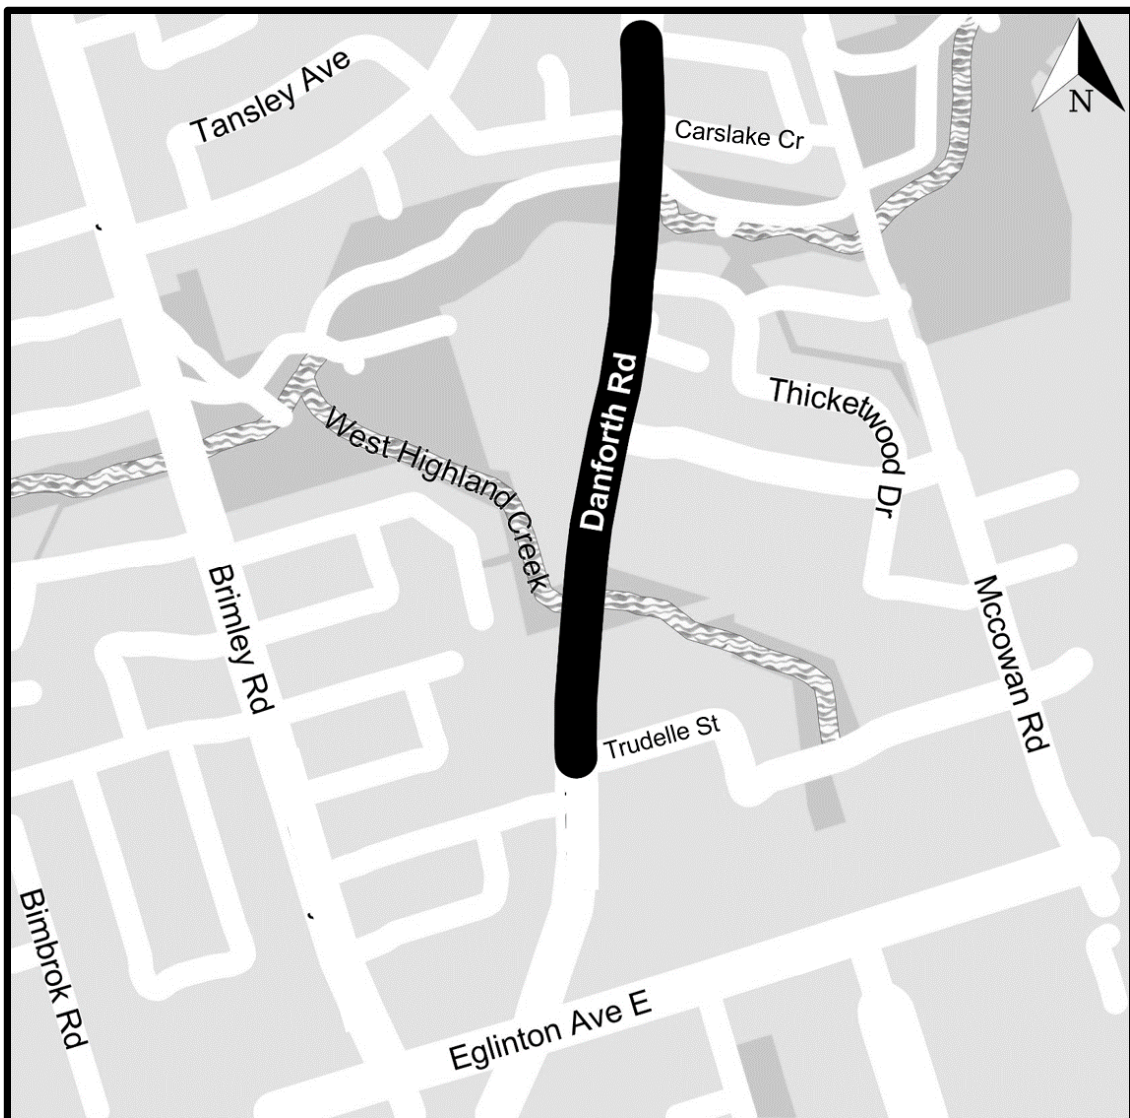 Tansley Ave
N
Carslake Cr
Danforth Rd
Thicketwood Dr
West Highland Creek
Brimley Rd
Mccowan Rd
Trudelle St
Bimbrok Rd
Eglinton Ave E